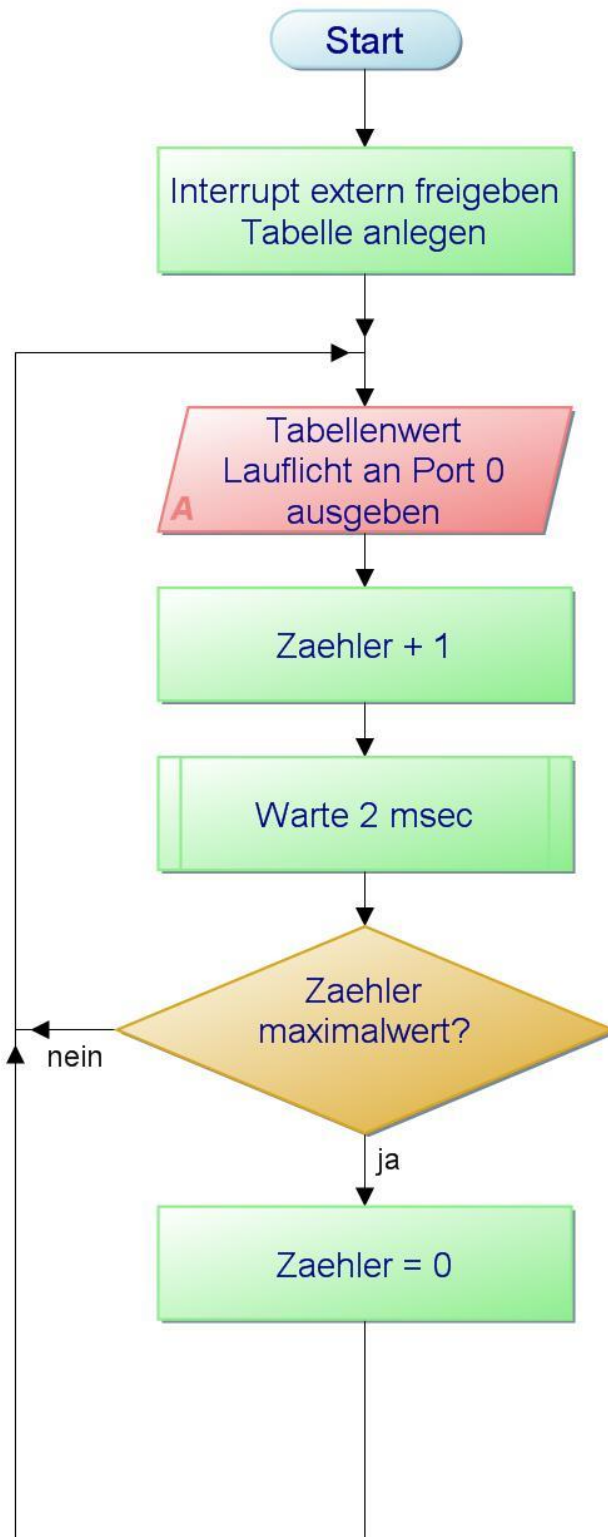 Start
Interrupt extern freigeben
Tabelle anlegen
Tabellenwert
Lauflicht an Port 0
ausgeben
A
Zaehler + 1
Warte 2 msec
Zaehler
maximalwert?
nein
ja
Zaehler = 0